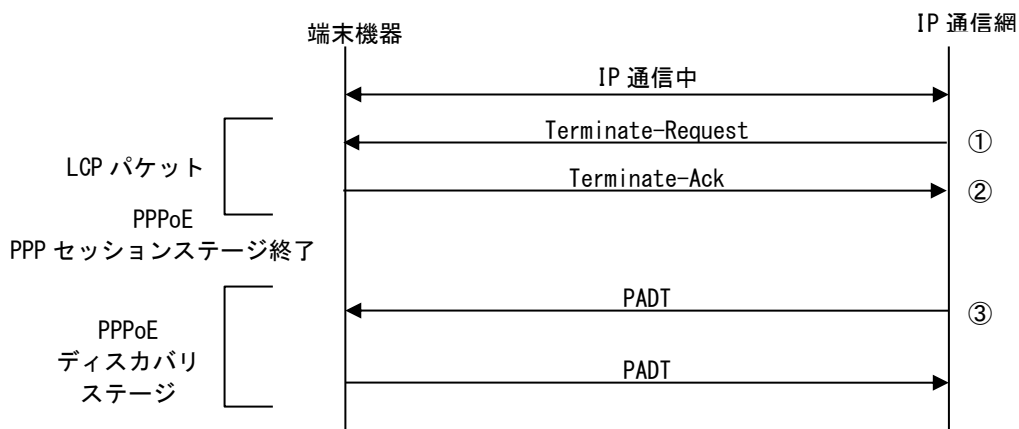 端末機器
IP 通信網
IP 通信中
Terminate-Request
①
LCP パケット
Terminate-Ack
②
PPPoE
PPP セッションステージ終了
PADT
③
PPPoE
ディスカバリ
ステージ
PADT